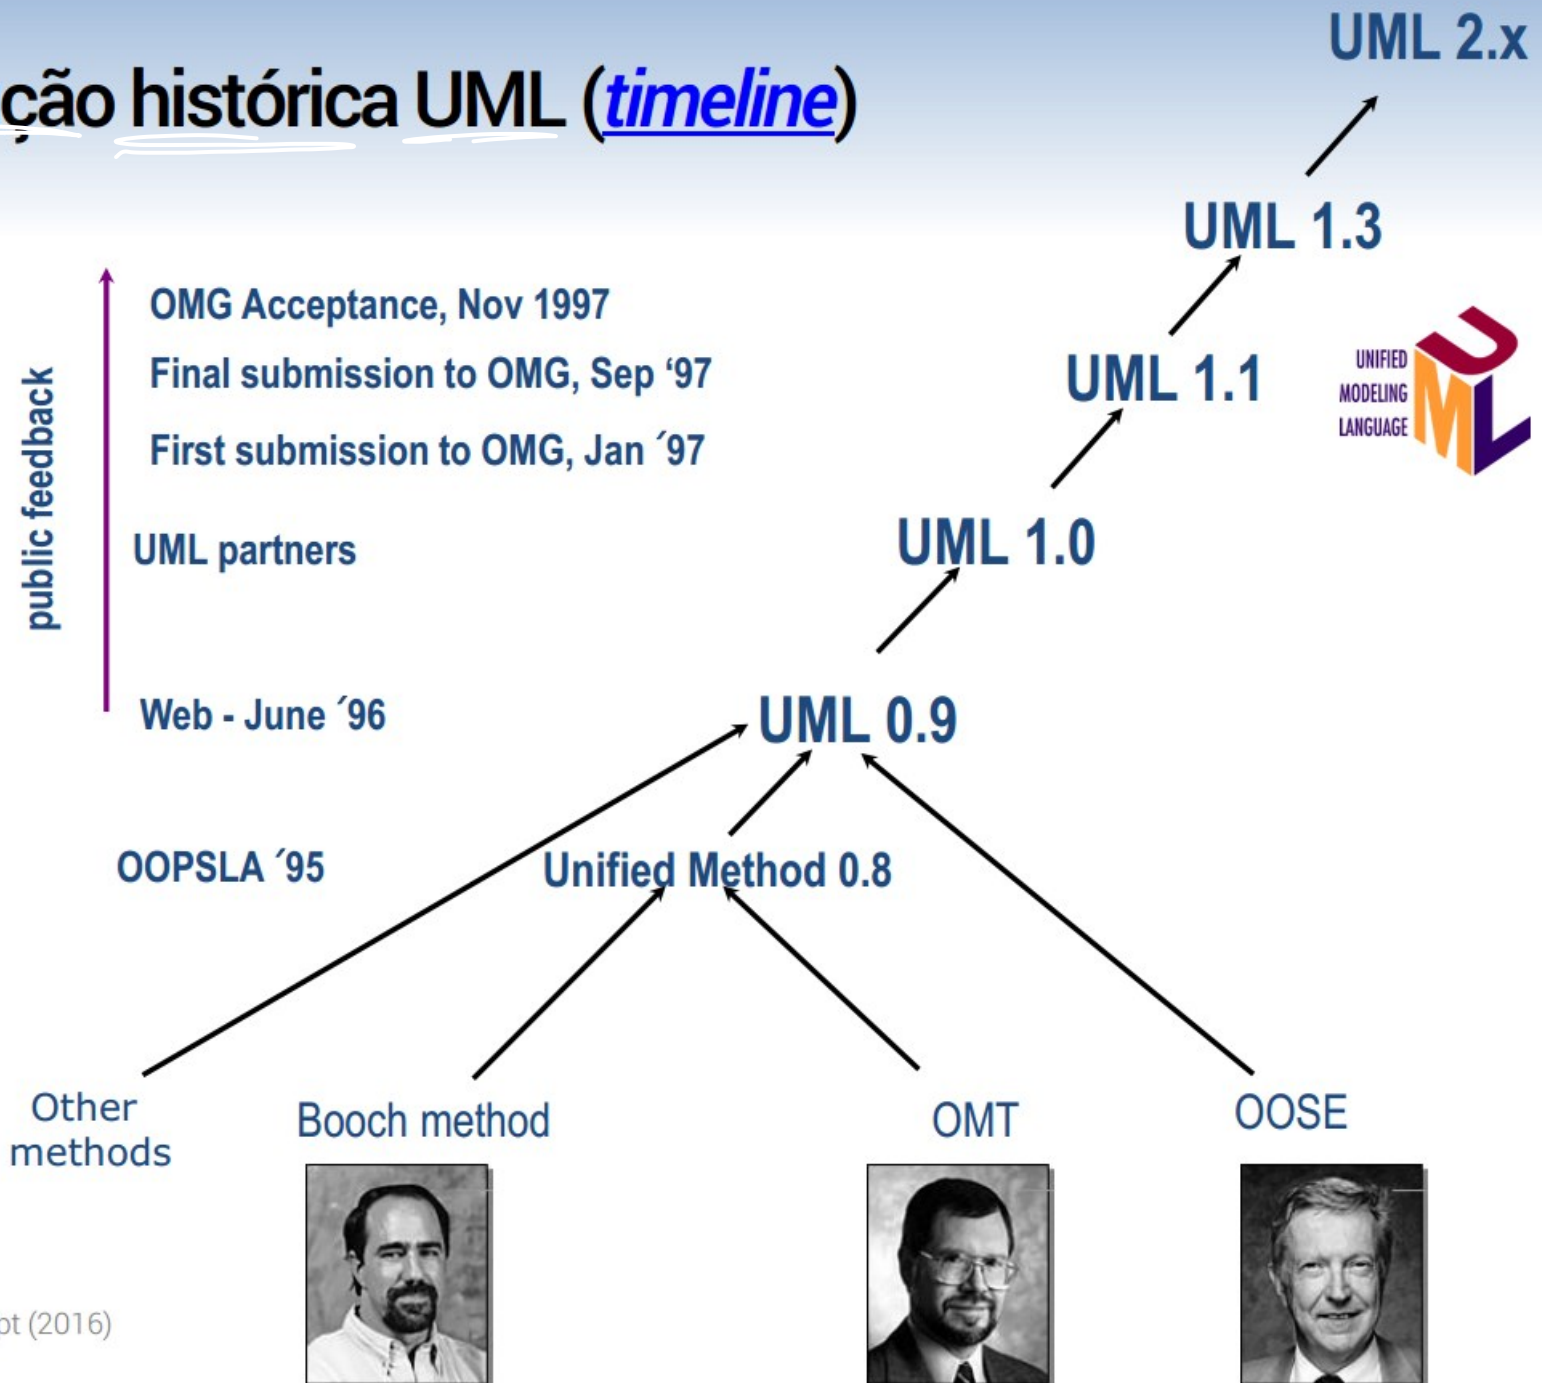 UML 2.x
ção histórica UML (timeline)
UML 1.3
OMG Acceptance, Nov 1997
Final submission to OMG, Sep ‘97
UML 1.1
UNIFIED
MODELING
LANGUAGE
UML
First submission to OMG, Jan ´97
public feedback
UML partners
UML 1.0
Web - June ´96
UML 0.9
OOPSLA ´95
Unified Method 0.8
Other
methods
Booch method
OMT
OOSE
pt (2016)